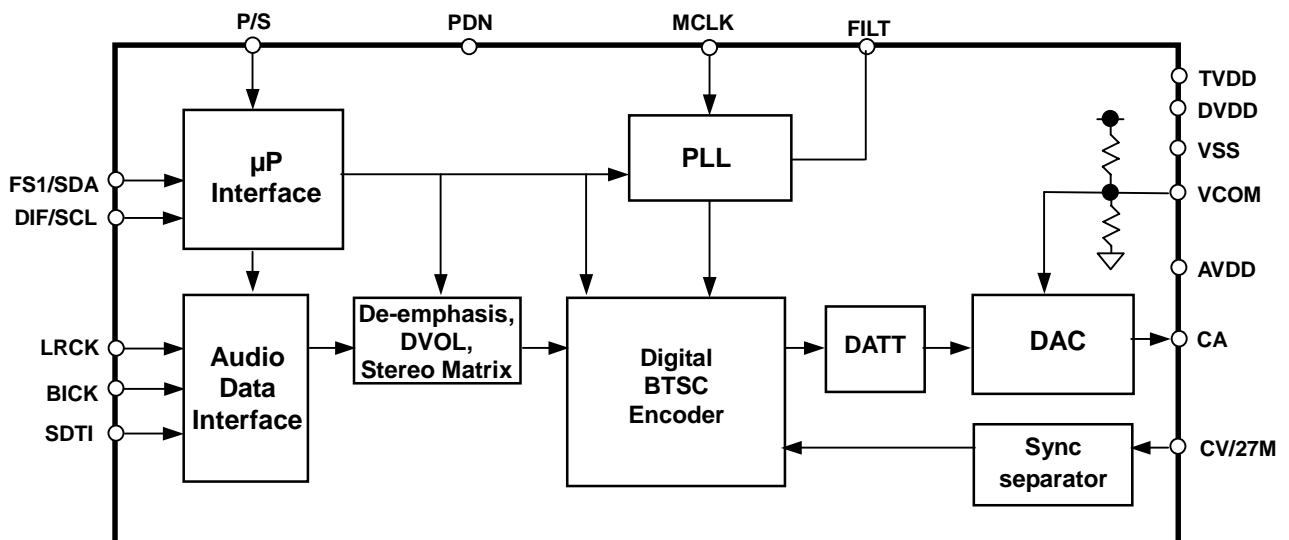 P/S
PDN
MCLK
FILT
TVDD
DVDD
VSS
VCOM
AVDD
CA
CV/27M
FS1/SDA
DIF/SCL
LRCK
BICK
SDTI
µP
Interface
PLL
Audio
Data
Interface
De-emphasis,
DVOL,
Stereo Matrix
Digital
BTSC
Encoder
DATT
DAC
Sync
separator